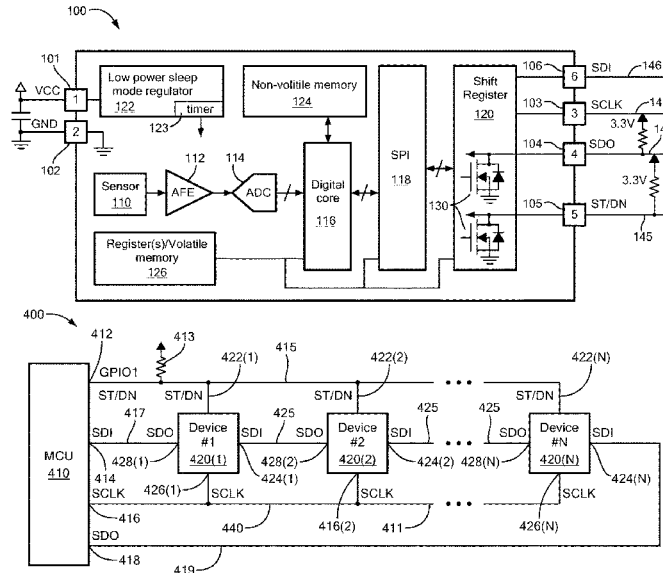 100
101
VCC
1
GND
2
102
Low power sleep
mode regulator
122
timer
123
Non-volitile memory
124
Sensor
110
112
AFE
114
ADC
Digital
core
116
SPI
118
Shift
Register
120
130
Register(s)/Volatile
memory
126
106
6
SDI
146
103
3
SCLK
3.3V
104
4
SDO
3.3V
105
5
ST/DN
145
400
412
GPIO1
413
ST/DN
422(1)
415
422(2)
422(N)
ST/DN
ST/DN
ST/DN
MCU
410
SDI
417
414
SDO
428(1)
Device
#1
420(1)
SDI
425
424(1)
SDO
428(2)
Device
#2
420(2)
SDI
425
424(2)
425
SDO
428(N)
Device
#N
420(N)
SDI
424(N)
426(1)
SCLK
416(2)
SCLK
426(N)
SCLK
SCLK
416
440
411
SDO
418
419